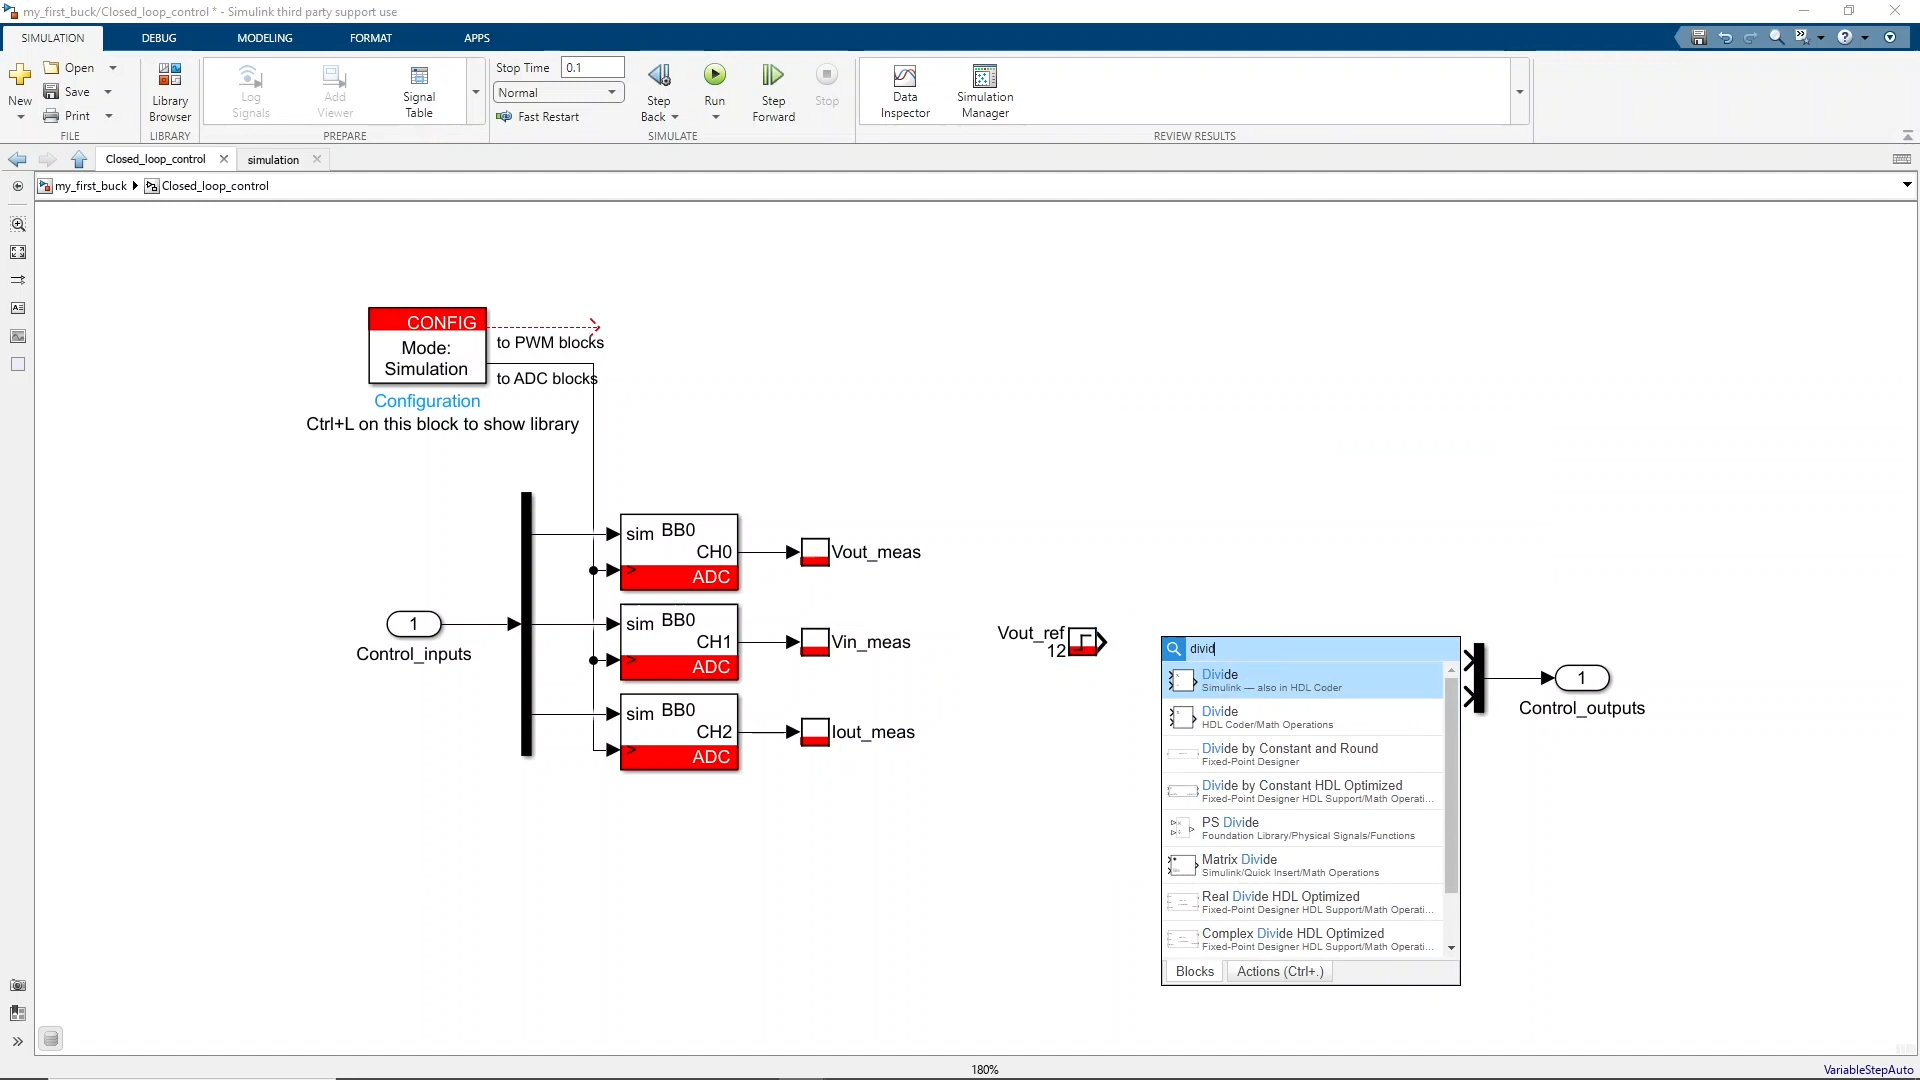 my_first_buck/Closed_loop_control * - Simulink third party support use
SIMULATION
DEBUG
MODELING
FORMAT
APPS
New
Open
Save
Print
FILE
Library
Browser
LIBRARY
Log
Signals
Add
Viewer
Signal
Table
PREPARE
Stop Time
0.1
Normal
Fast Restart
Step
Back
Run
Step
Forward
Stop
SIMULATE
Data
Inspector
Simulation
Manager
REVIEW RESULTS
Closed_loop_control
simulation
my_first_buck
Closed_loop_control
CONFIG
Mode:
Simulation
to PWM blocks
to ADC blocks
Configuration
Ctrl+L on this block to show library
sim BB0
CH0
ADC
Vout_meas
sim BB0
CH1
ADC
Vin_meas
sim BB0
CH2
ADC
Iout_meas
1
Control_inputs
Vout_ref
12
divid
Divide
Simulink — also in HDL Coder
Divide
HDL Coder/Math Operations
Divide by Constant and Round
Fixed-Point Designer
Divide by Constant HDL Optimized
Fixed-Point Designer HDL Support/Math Operati...
PS Divide
Foundation Library/Physical Signals/Functions
Matrix Divide
Simulink/Quick Insert/Math Operations
Real Divide HDL Optimized
Fixed-Point Designer HDL Support/Math Operati...
Complex Divide HDL Optimized
Fixed-Point Designer HDL Support/Math Operati...
Blocks
Actions (Ctrl+.)
1
Control_outputs
180%
VariableStepAuto